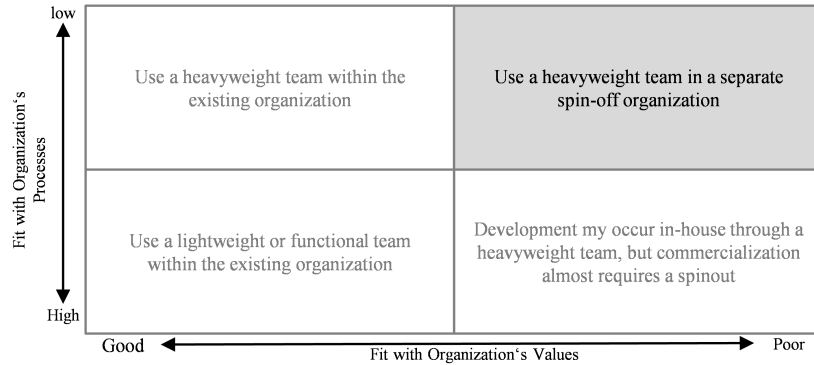 low
Use a heavyweight team within the
existing organization
Use a heavyweight team in a separate
spin-off organization
Fit with Organization‘s
Processes
Use a lightweight or functional team
within the existing organization
Development my occur in-house through a
heavyweight team, but commercialization
almost requires a spinout
High
Good
Fit with Organization‘s Values
Poor